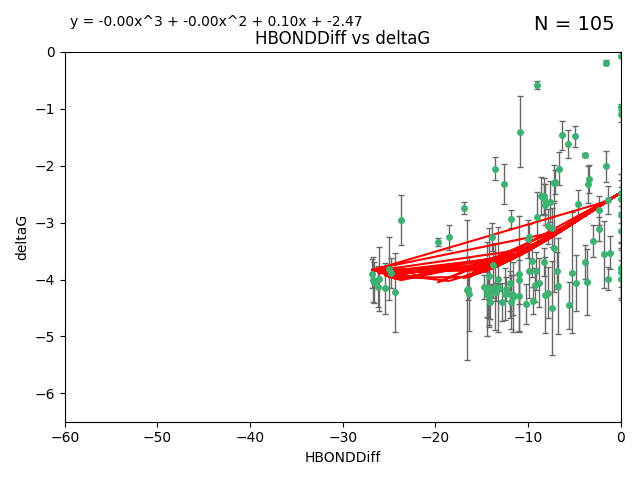 y = -0.00x^3 + -0.00x^2 + 0.10x + -2.47
N = 105
HBONDDiff vs deltaG
0
−1
−2
−3
−4
−5
−6
deltaG
−60
−50
−40
−30
−20
−10
0
HBONDDiff